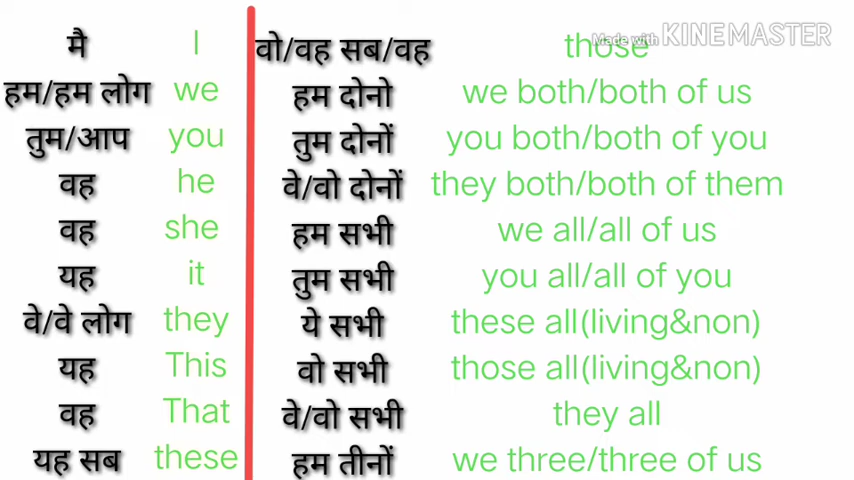 मै I
हम/हम लोग we
तुम/आप you
वह he
वह she
यह it
वे/वे लोग they
यह This
वह That
यह सब these
वो/वह सब/वह those
हम दोनो we both/both of us
तुम दोनों you both/both of you
वे/वो दोनों they both/both of them
हम सभी we all/all of us
तुम सभी you all/all of you
ये सभी these all(living&non)
वो सभी those all(living&non)
वे/वो सभी they all
हम तीनों we three/three of us
Made with KINEMASTER